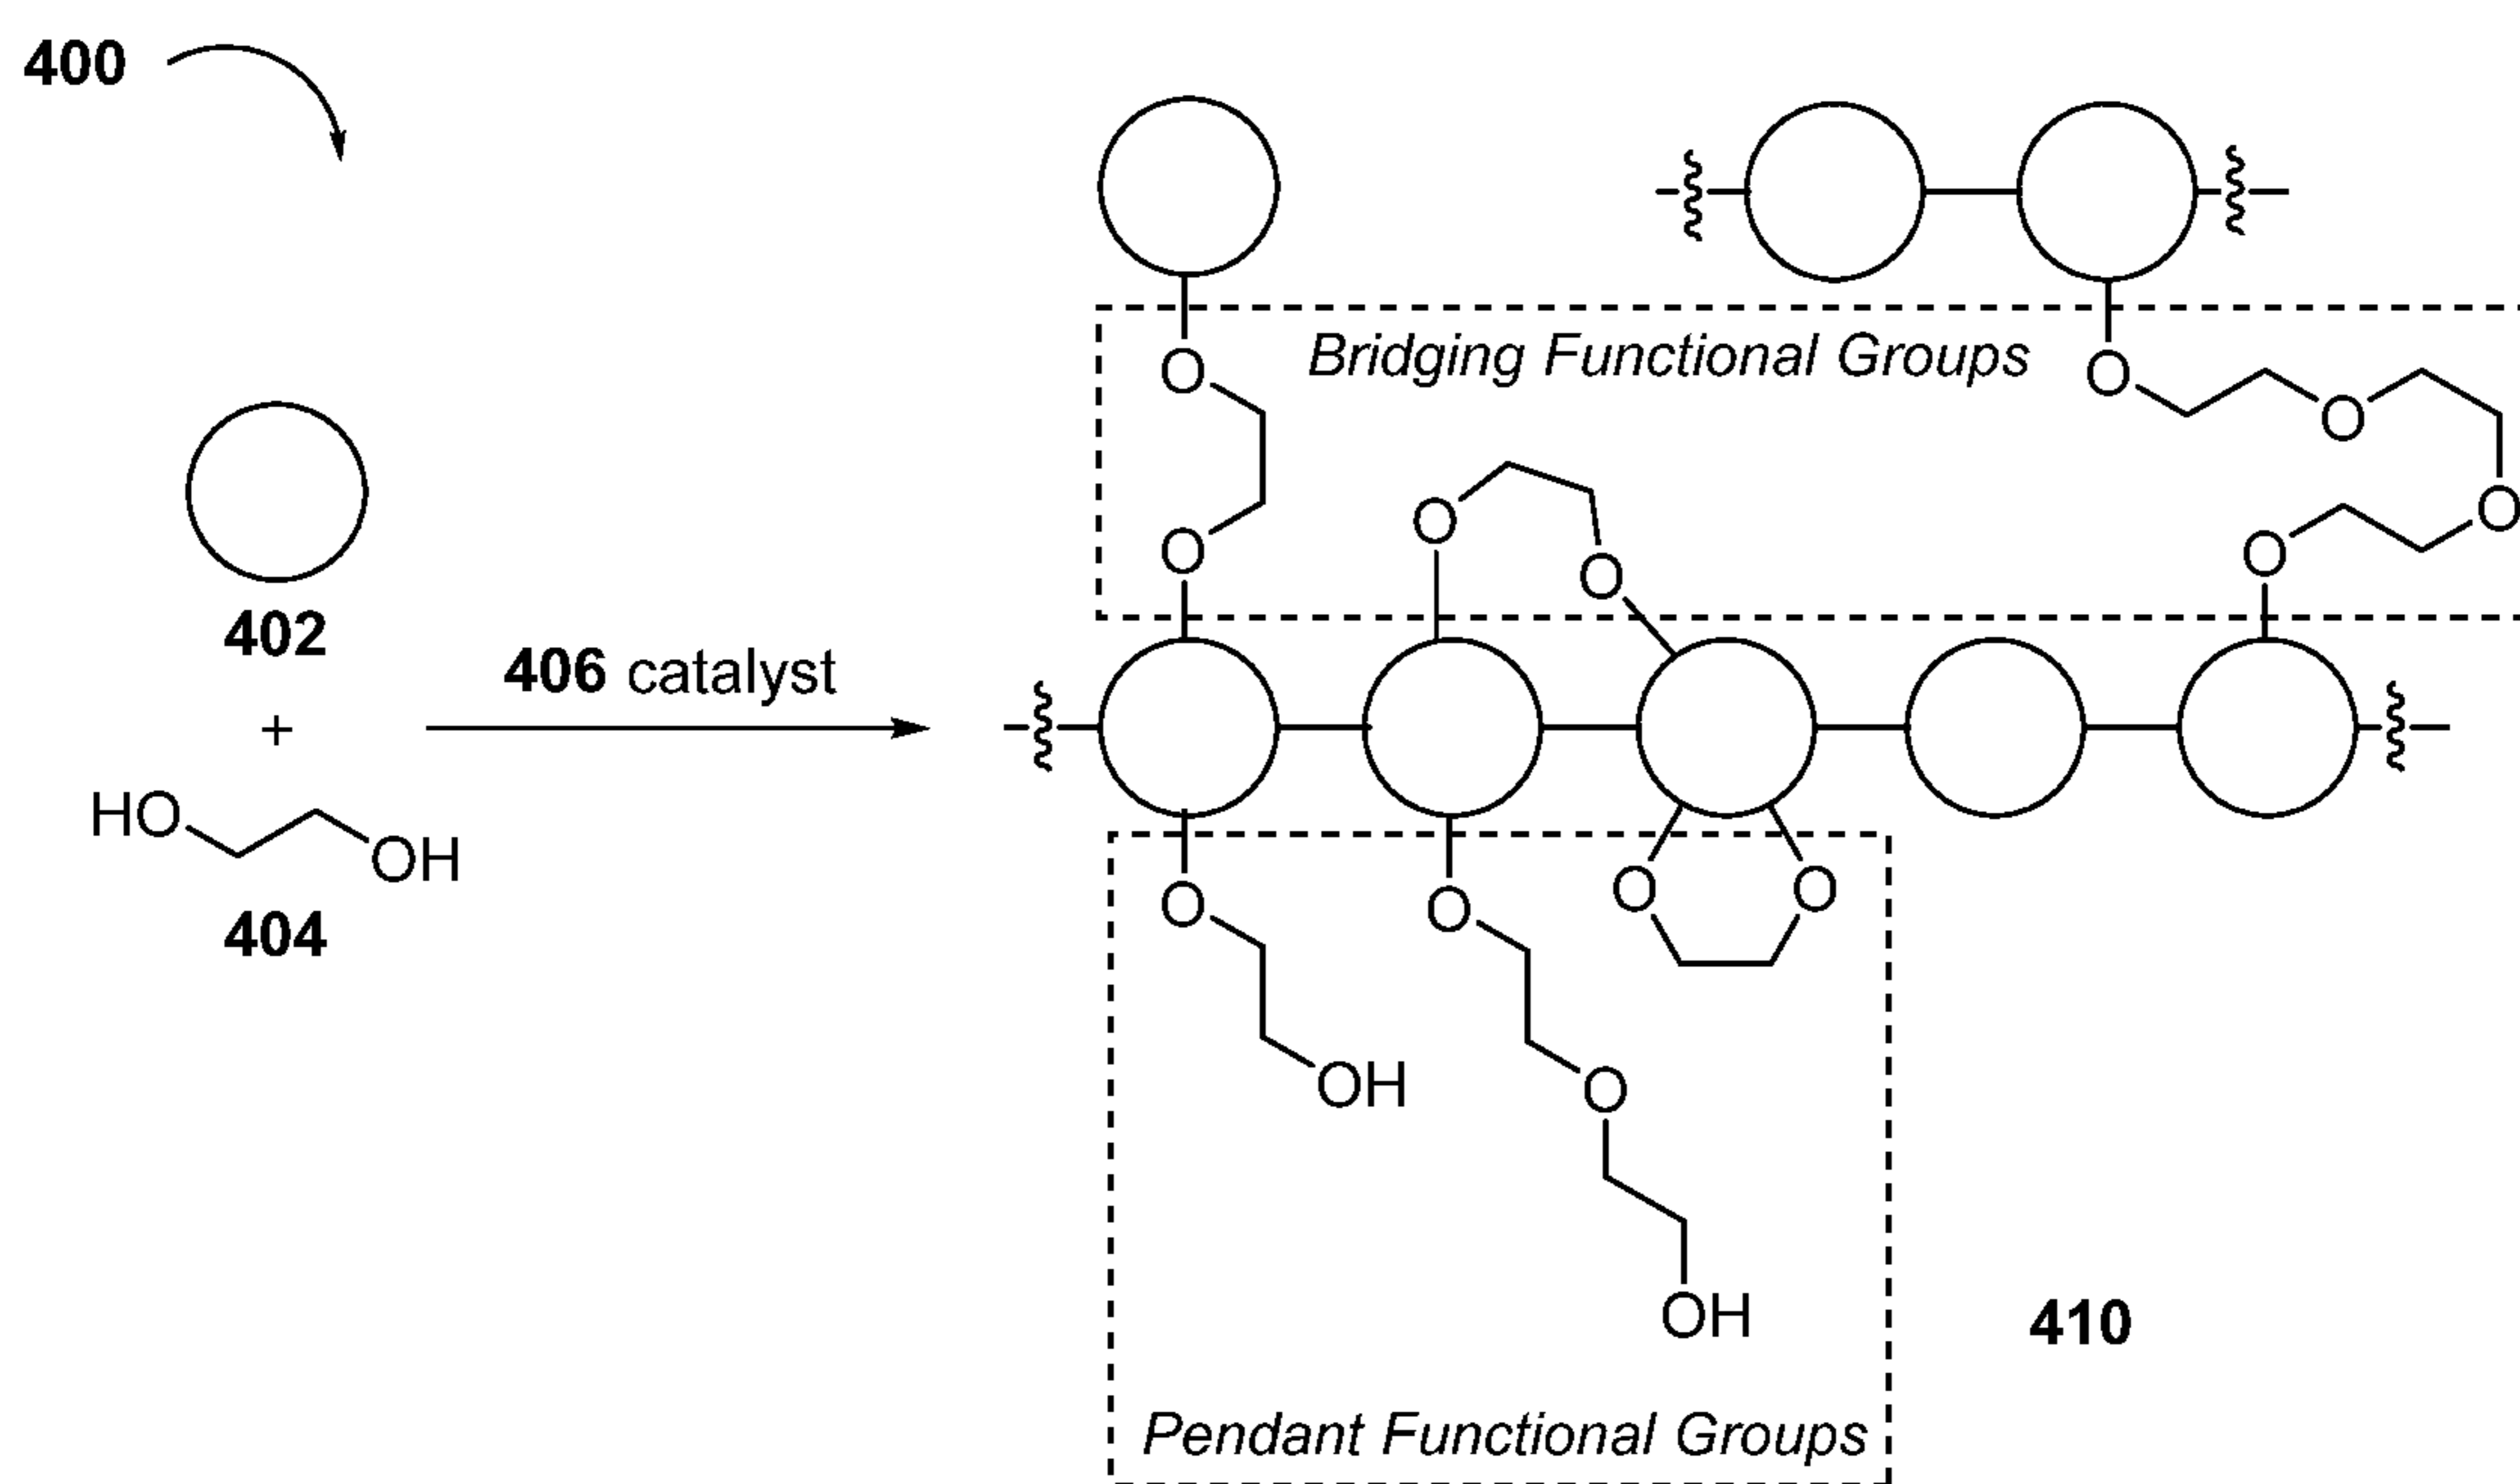 400
Bridging Functional Groups
O
O
O
O
O
O
O
O
402
406 catalyst
+
HO
OH
404
O
O
O
O
OH
O
OH
410
Pendant Functional Groups